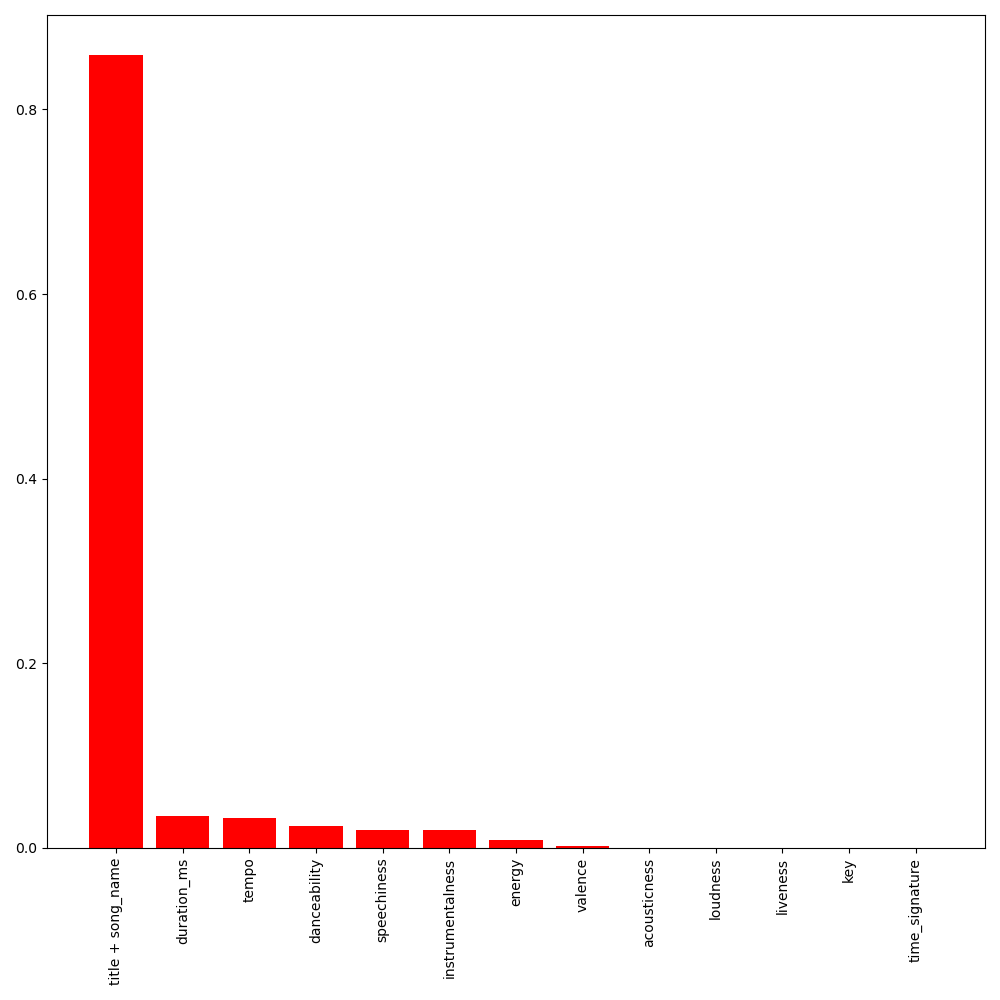 0.8
0.6
0.4
0.2
0.0
title + song_name
duration_ms
tempo
danceability
speechiness
instrumentalness
energy
valence
acousticness
loudness
liveness
key
time_signature